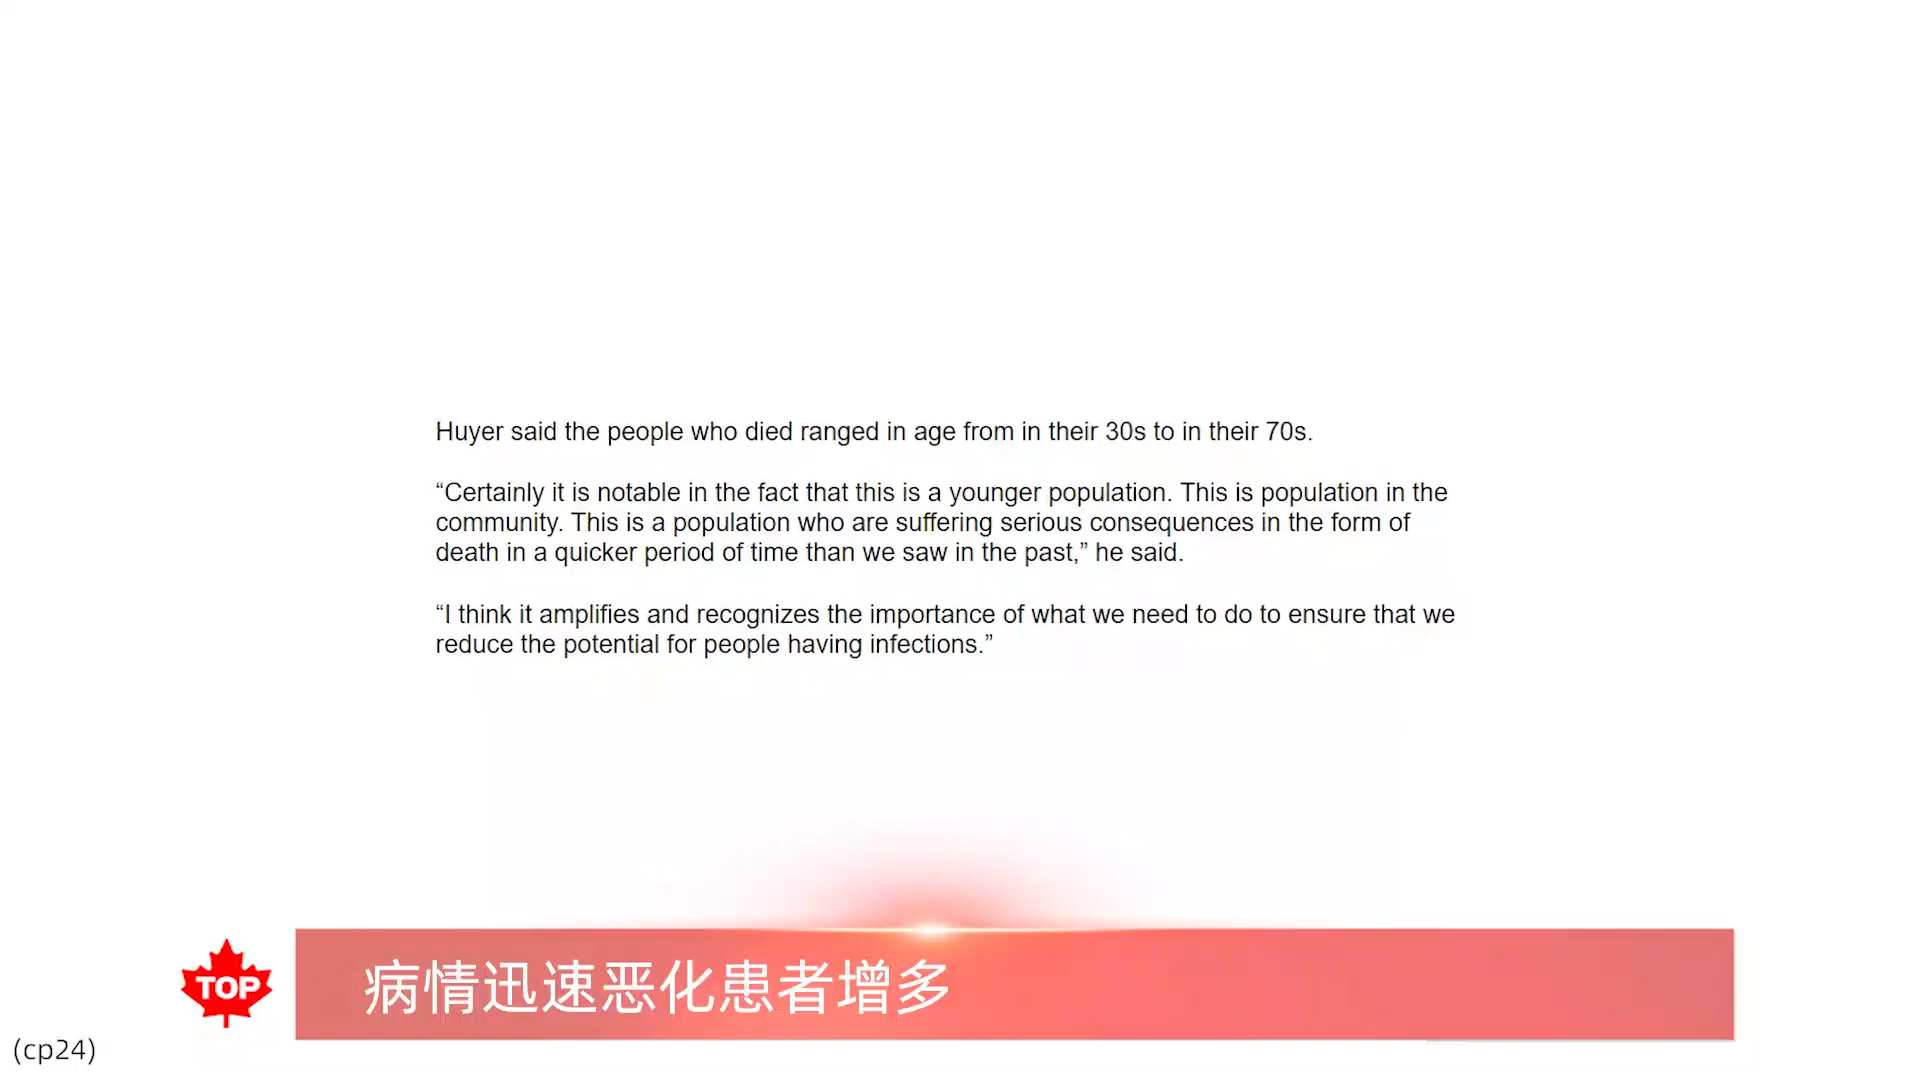 Huyer said the people who died ranged in age from in their 30s to in their 70s.
“Certainly it is notable in the fact that this is a younger population. This is population in the
community. This is a population who are suffering serious consequences in the form of
death in a quicker period of time than we saw in the past,” he said.
“I think it amplifies and recognizes the importance of what we need to do to ensure that we
reduce the potential for people having infections.”
TOP
病情迅速恶化患者增多
(cp24)